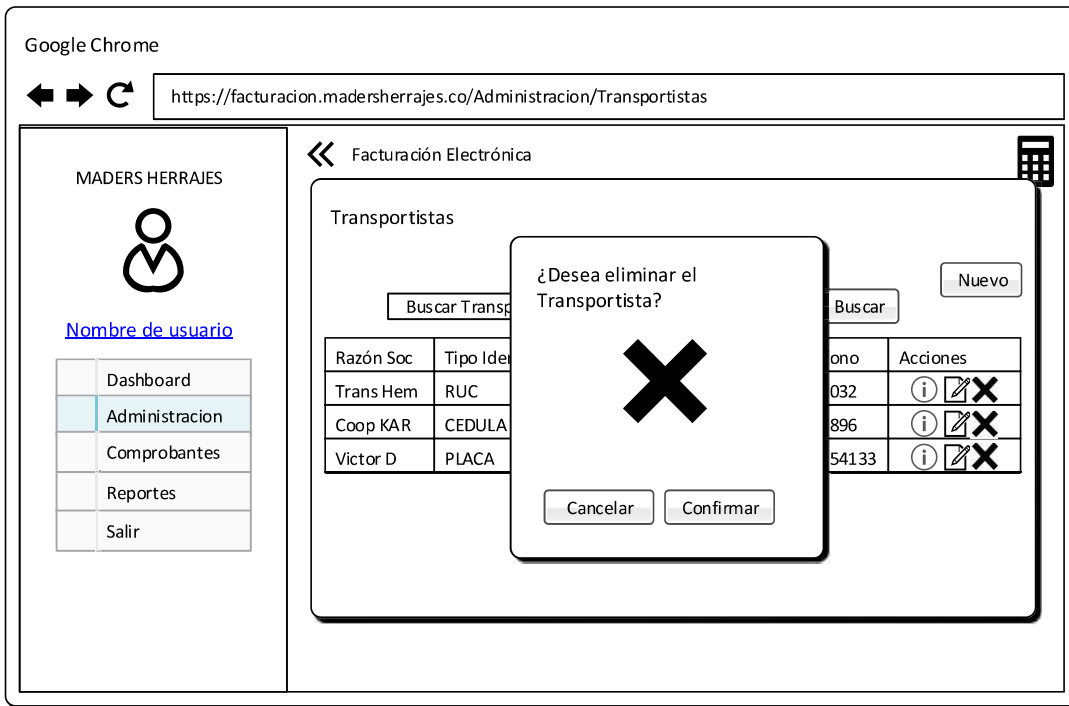 Google Chrome
https://facturacion.madersherrajes.co/Administracion/Transportistas
MADERS HERRAJES
Nombre de usuario
Dashboard
Administracion
Comprobantes
Reportes
Salir
Facturación Electrónica
Transportistas
Nuevo
Buscar Transp
Buscar
Razón Soc Tipo Ider ono Acciones
Trans Hem RUC 032
Coop KAR CEDULA 896
Victor D PLACA 54133
¿Desea eliminar el
Transportista?
Cancelar Confirmar